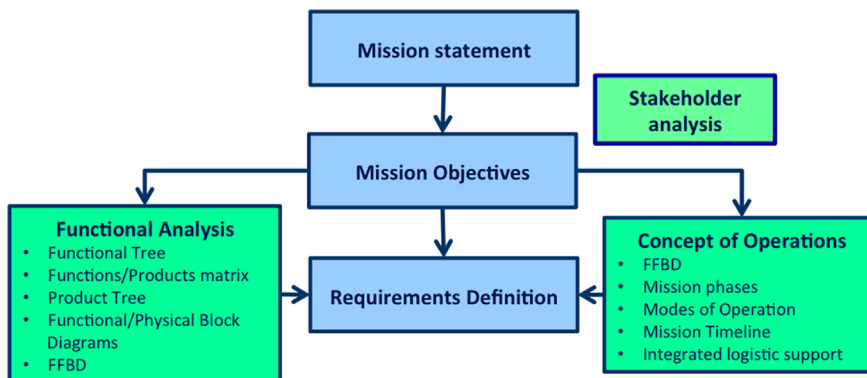 Mission statement
Stakeholder
analysis
Mission Objectives
Functional Analysis
• Functional Tree
• Functions/Products matrix
• Product Tree
• Functional/Physical Block
Diagrams
• FFBD
Requirements Definition
Concept of Operations
• FFBD
• Mission phases
• Modes of Operation
• Mission Timeline
• Integrated logistic support